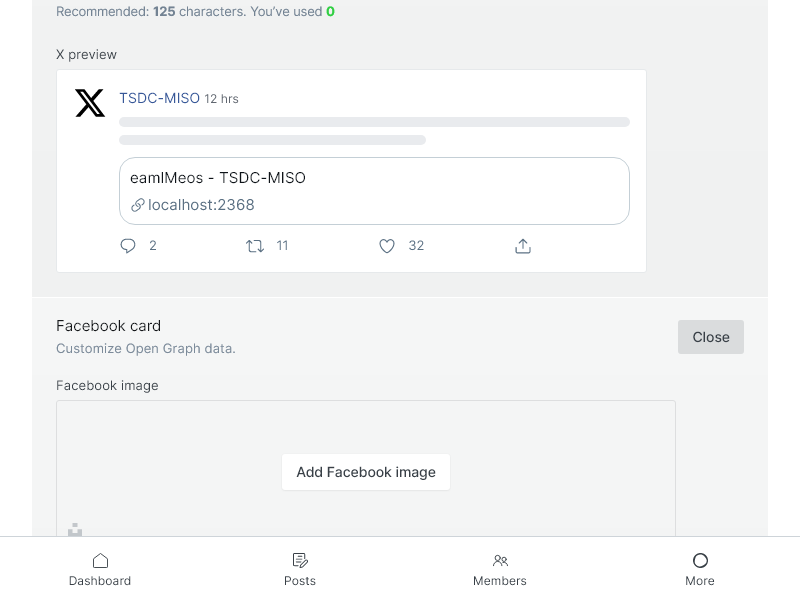 Recommended: 125 characters. You've used 0
X preview
TSDC-MISO 12 hrs
eamIMeos - TSDC-MISO
localhost:2368
2 11 32
Facebook card
Customize Open Graph data.
Close
Facebook image
Add Facebook image
Dashboard Posts Members More